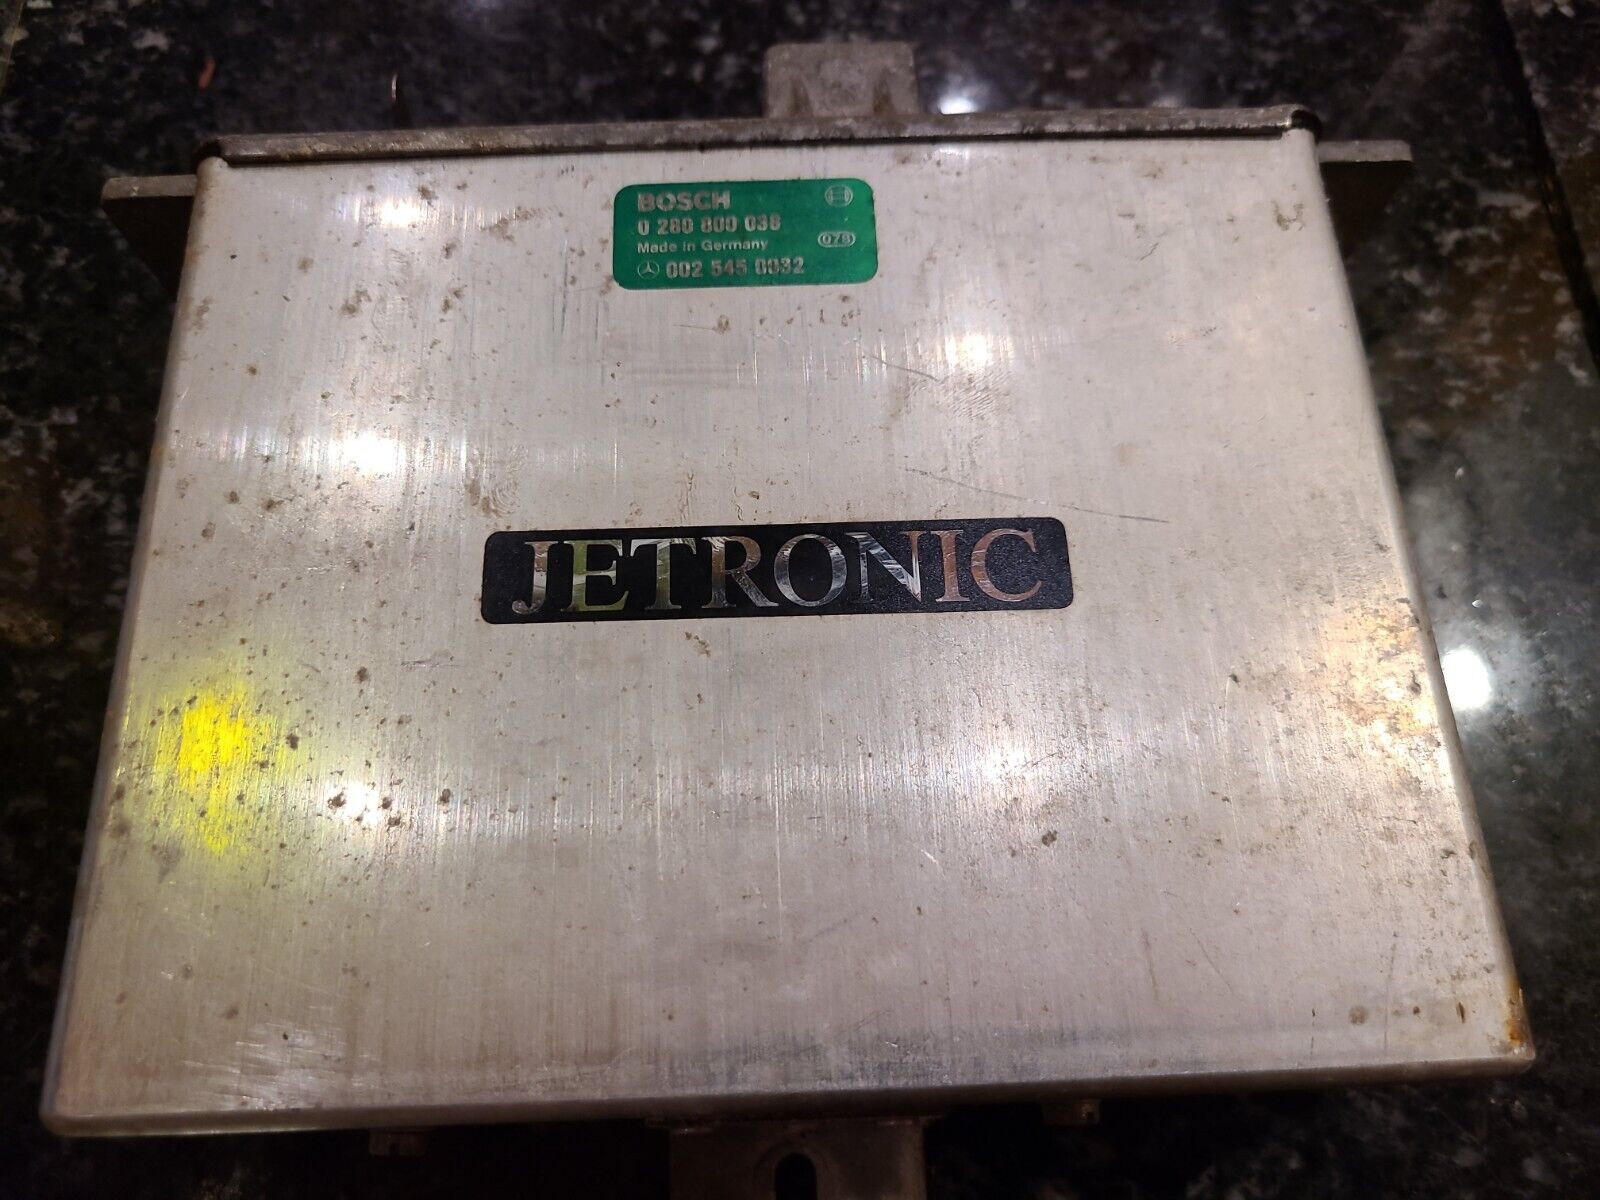 BOSCH
0 280 800 038
Made in Germany
078
002 545 0032
JETRONIC